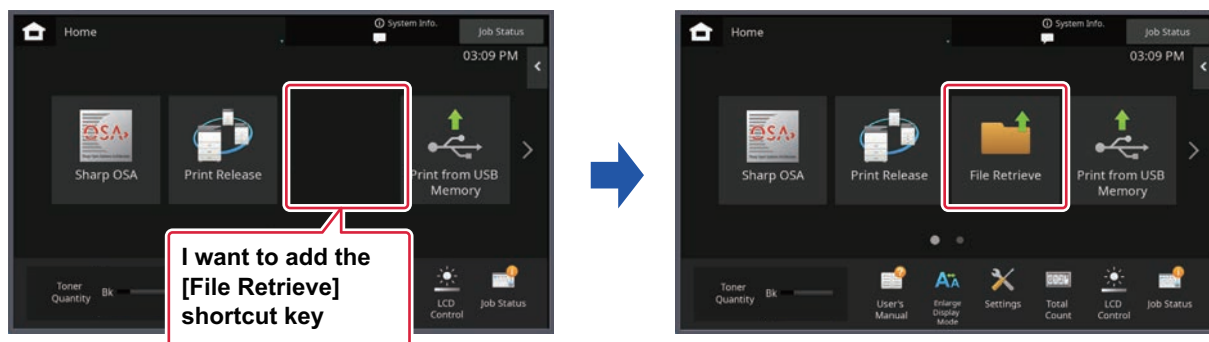 Home
System Info.
Job Status
03:09 PM
OSA
Sharp OSA
Print Release
Print from USB
Memory
I want to add the
[File Retrieve]
shortcut key
Toner
Quantity
Bk
LCD
Control
Job Status
Home
System Info.
Job Status
03:09 PM
OSA
Sharp OSA
Print Release
File Retrieve
Print from USB
Memory
Toner
Quantity
Bk
User's
Manual
Enlarge
Display
Mode
Settings
Total
Count
LCD
Control
Job Status